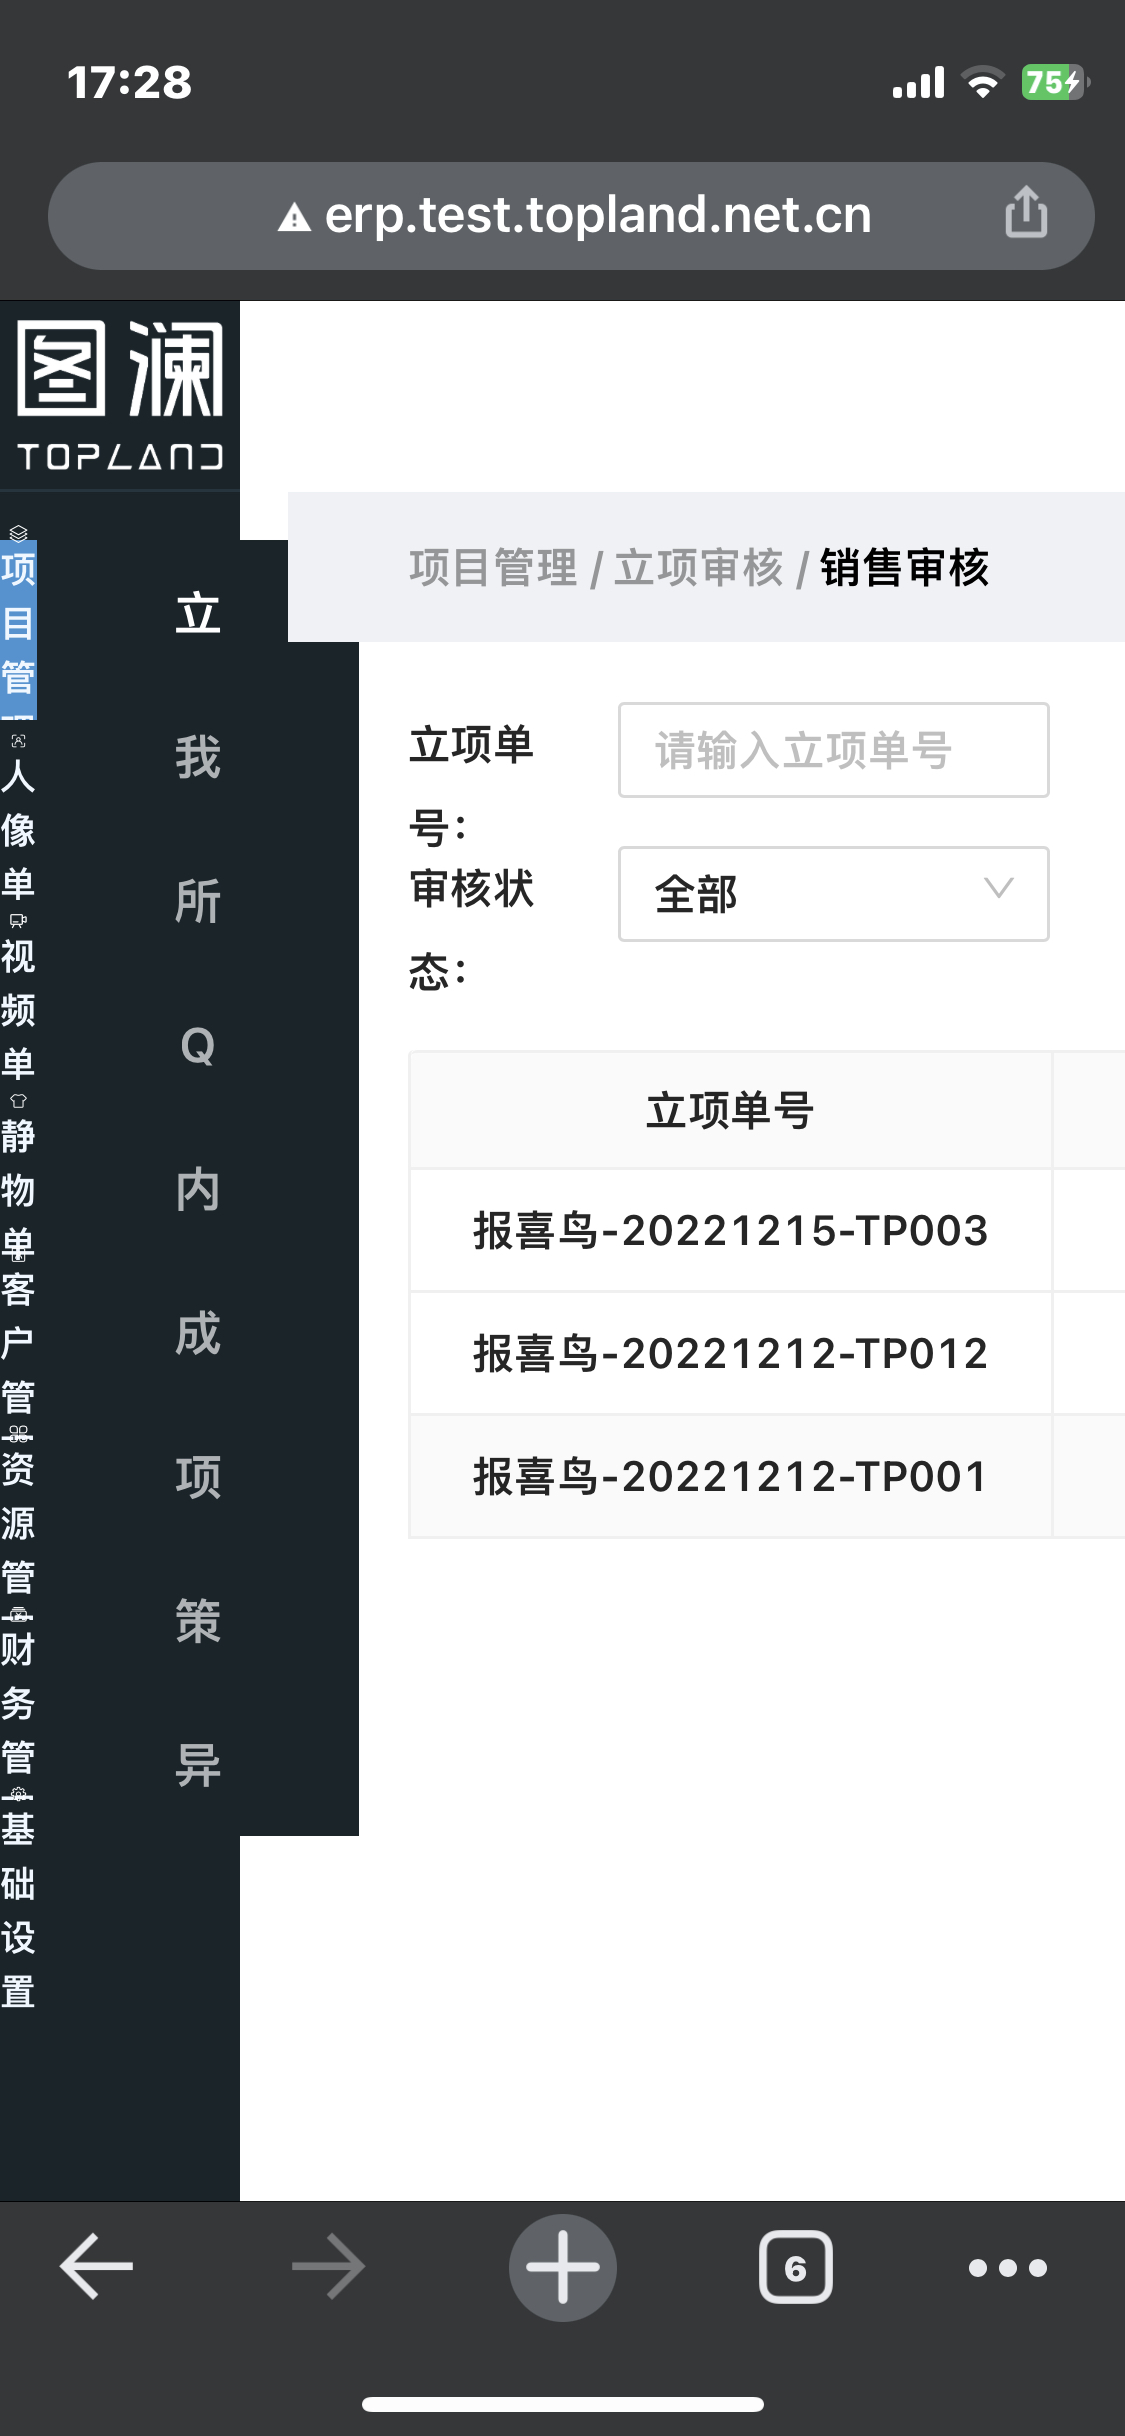 17:28
75
erp.test.topland.net.cn
图澜
TOPLAND
项目管
人像单
视频单
静物单
客户管
资源管
财务管
基础设置
立
我
所
Q
内
成
项
策
异
项目管理 / 立项审核 / 销售审核
立项单号:
请输入立项单号
审核状态:
全部
立项单号
报喜鸟-20221215-TP003
报喜鸟-20221212-TP012
报喜鸟-20221212-TP001
6